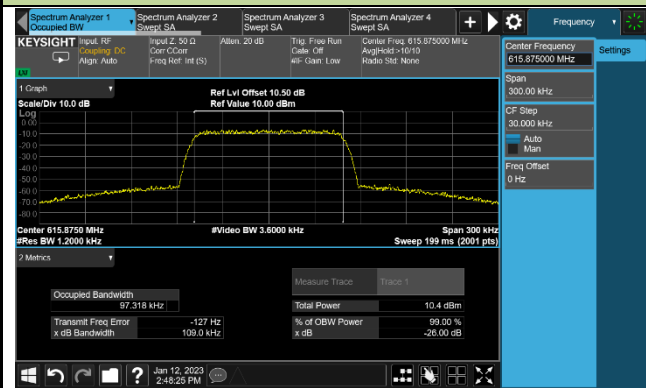 Spectrum Analyzer 1
Occupied BW
Spectrum Analyzer 2
Swept SA
Spectrum Analyzer 3
Swept SA
Spectrum Analyzer 4
Swept SA
Frequency
KEYSIGHT
Input: RF
Coupling: DC
Align: Auto
Input Z: 50 Ω
Corr CCorr
Freq Ref: Int (S)
Atten: 20 dB
Trig: Free Run
Gate: Off
#IF Gain: Low
Center Freq: 615.875000 MHz
Avg|Hold:>10/10
Radio Std: None
LXI
1 Graph
Scale/Div 10.0 dB
Ref Lvl Offset 10.50 dB
Ref Value 10.00 dBm
Log
0.00
-10.0
-20.0
-30.0
-40.0
-50.0
-60.0
-70.0
-80.0
Center 615.8750 MHz
#Res BW 1.2000 kHz
#Video BW 3.6000 kHz
Span 300 kHz
Sweep 199 ms (2001 pts)
2 Metrics
Measure Trace
Trace 1
Occupied Bandwidth
97.318 kHz
Total Power
10.4 dBm
Transmit Freq Error
-127 Hz
% of OBW Power
99.00 %
x dB Bandwidth
109.0 kHz
x dB
-26.00 dB
Center Frequency
615.875000 MHz
Settings
Span
300.00 kHz
CF Step
30.000 kHz
Auto
Man
Freq Offset
0 Hz
?
Jan 12, 2023
2:48:25 PM